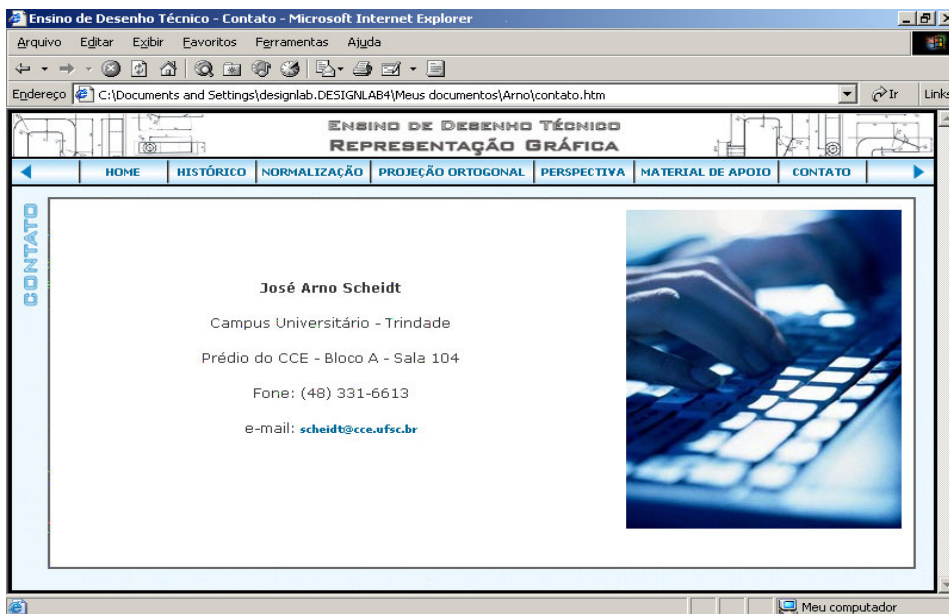 Ensino de Desenho Técnico - Contato - Microsoft Internet Explorer
Arquivo Editar Exibir Favoritos Ferramentas Ajuda
Endereço C:\Documents and Settings\designlab.DESIGNLAB4\Meus documentos\Arno\contato.htm Ir Links
ENSINO DE DESENHO TÉCNICO
REPRESENTAÇÃO GRÁFICA
HOME HISTÓRICO NORMALIZAÇÃO PROJEÇÃO ORTOGONAL PERSPECTIVA MATERIAL DE APOIO CONTATO
CONTATO
José Arno Scheidt
Campus Universitário - Trindade
Prédio do CCE - Bloco A - Sala 104
Fone: (48) 331-6613
e-mail: scheidt@cce.ufsc.br
Meu computador